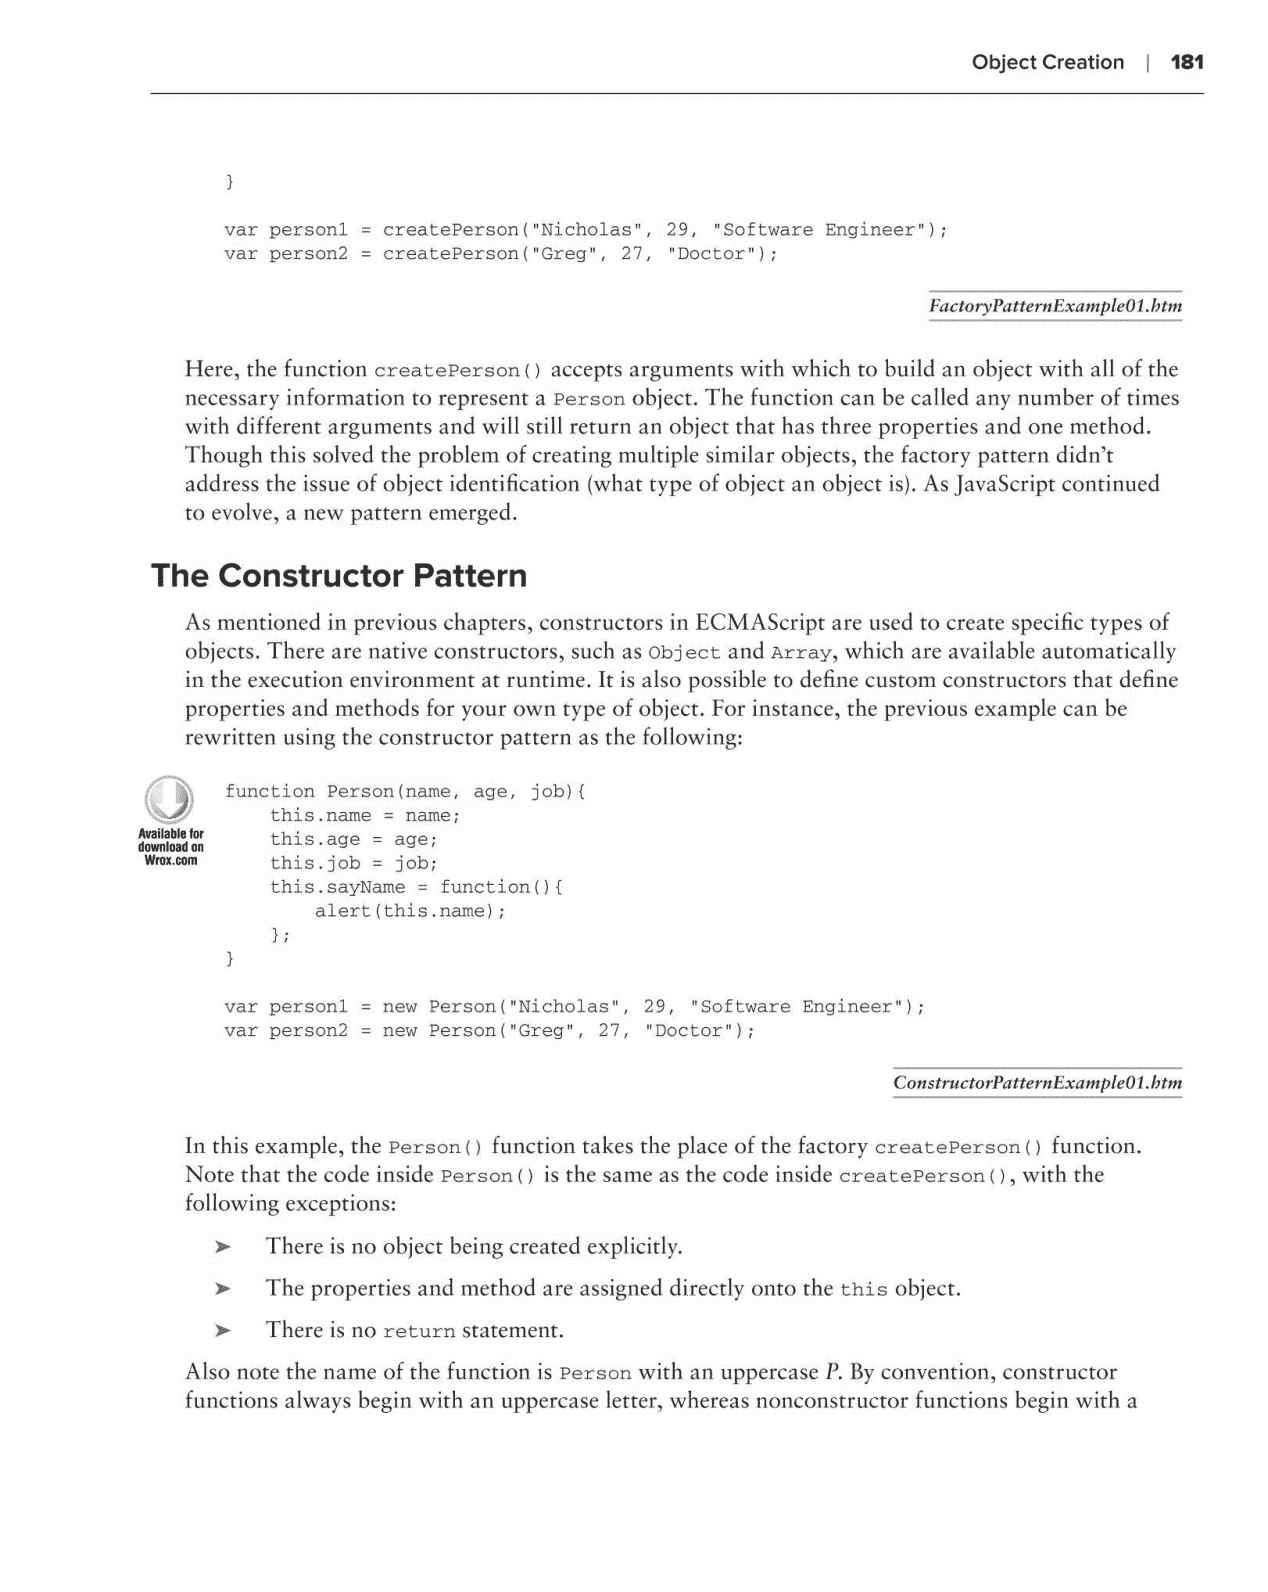 Object Creation | 181
}
var person1 = createPerson("Nicholas", 29, "Software Engineer");
var person2 = createPerson("Greg", 27, "Doctor");
FactoryPatternExample01.htm
Here, the function createPerson() accepts arguments with which to build an object with all of the
necessary information to represent a Person object. The function can be called any number of times
with different arguments and will still return an object that has three properties and one method.
Though this solved the problem of creating multiple similar objects, the factory pattern didn’t
address the issue of object identification (what type of object an object is). As JavaScript continued
to evolve, a new pattern emerged.
The Constructor Pattern
As mentioned in previous chapters, constructors in ECMAScript are used to create specific types of
objects. There are native constructors, such as Object and Array, which are available automatically
in the execution environment at runtime. It is also possible to define custom constructors that define
properties and methods for your own type of object. For instance, the previous example can be
rewritten using the constructor pattern as the following:
Available for
download on
Wrox.com
function Person(name, age, job){
    this.name = name;
    this.age = age;
    this.job = job;
    this.sayName = function(){
        alert(this.name);
    };
}
var person1 = new Person("Nicholas", 29, "Software Engineer");
var person2 = new Person("Greg", 27, "Doctor");
ConstructorPatternExample01.htm
In this example, the Person() function takes the place of the factory createPerson() function.
Note that the code inside Person() is the same as the code inside createPerson(), with the
following exceptions:
➤ There is no object being created explicitly.
➤ The properties and method are assigned directly onto the this object.
➤ There is no return statement.
Also note the name of the function is Person with an uppercase P. By convention, constructor
functions always begin with an uppercase letter, whereas nonconstructor functions begin with a